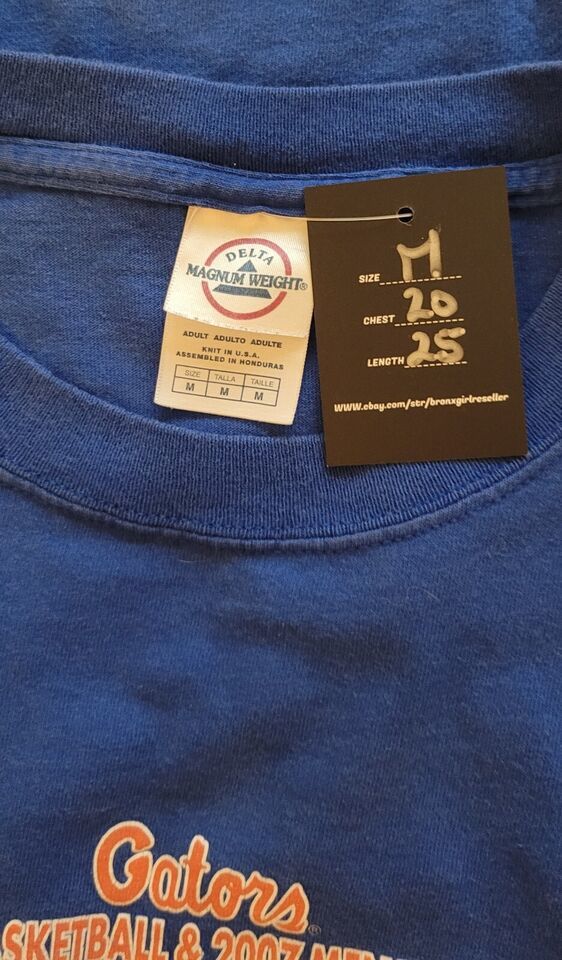 DELTA
MAGNUM WEIGHT®
ADULT ADULTO ADULTE
KNIT IN U.S.A.
ASSEMBLED IN HONDURAS
SIZE TALLA TAILLE
M M M
SIZE M
CHEST 20
LENGTH 25
WWW.ebay.com/str/bronxgirlreseller
Gators®
SKETBALL & 2007 MEN